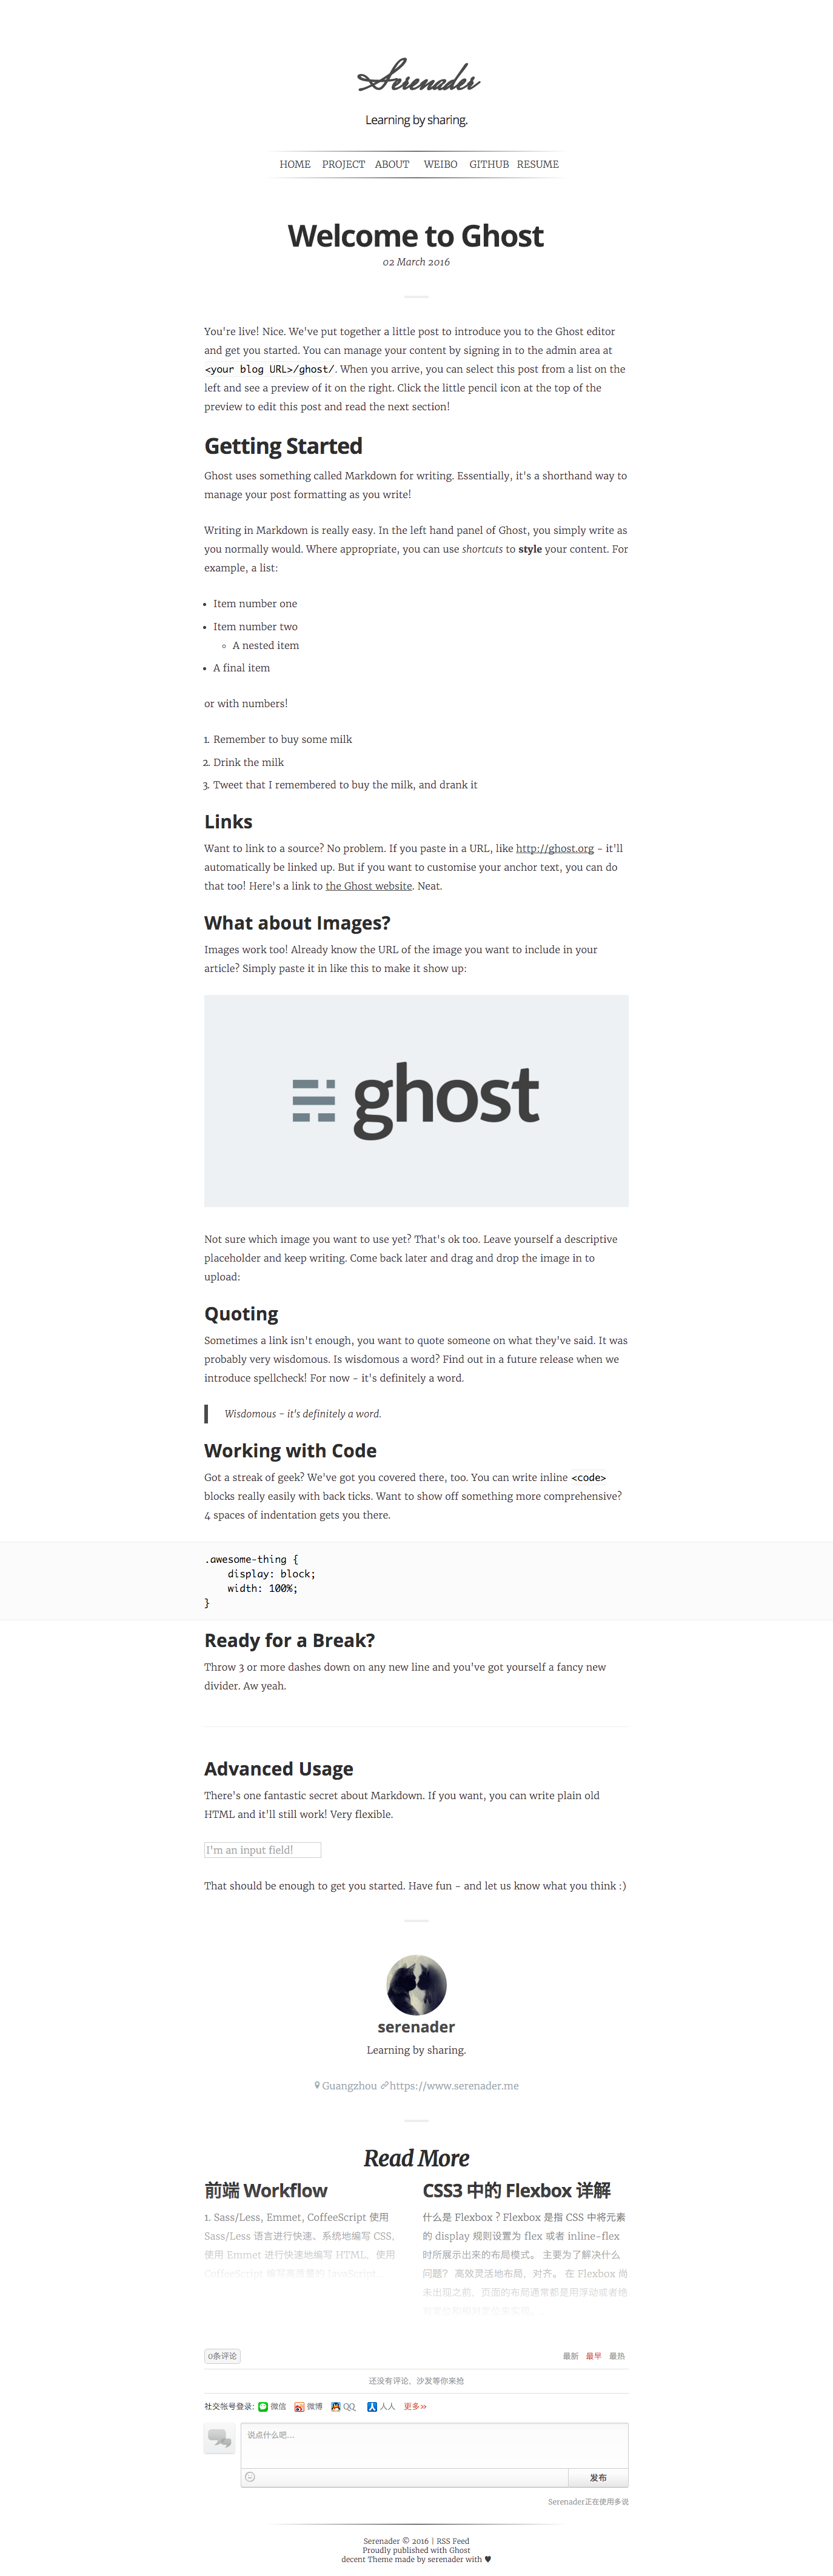 Serenader
Learning by sharing.
HOME PROJECT ABOUT WEIBO GITHUB RESUME
Welcome to Ghost
02 March 2016
You're live! Nice. We've put together a little post to introduce you to the Ghost editor
and get you started. You can manage your content by signing in to the admin area at
<your blog URL>/ghost/. When you arrive, you can select this post from a list on the
left and see a preview of it on the right. Click the little pencil icon at the top of the
preview to edit this post and read the next section!
Getting Started
Ghost uses something called Markdown for writing. Essentially, it's a shorthand way to
manage your post formatting as you write!
Writing in Markdown is really easy. In the left hand panel of Ghost, you simply write as
you normally would. Where appropriate, you can use shortcuts to style your content. For
example, a list:
• Item number one
• Item number two
◦ A nested item
• A final item
or with numbers!
1. Remember to buy some milk
2. Drink the milk
3. Tweet that I remembered to buy the milk, and drank it
Links
Want to link to a source? No problem. If you paste in a URL, like http://ghost.org - it'll
automatically be linked up. But if you want to customise your anchor text, you can do
that too! Here's a link to the Ghost website. Neat.
What about Images?
Images work too! Already know the URL of the image you want to include in your
article? Simply paste it in like this to make it show up:
ghost
Not sure which image you want to use yet? That's ok too. Leave yourself a descriptive
placeholder and keep writing. Come back later and drag and drop the image in to
upload:
Quoting
Sometimes a link isn't enough, you want to quote someone on what they've said. It was
probably very wisdomous. Is wisdomous a word? Find out in a future release when we
introduce spellcheck! For now - it's definitely a word.
Wisdomous - it's definitely a word.
Working with Code
Got a streak of geek? We've got you covered there, too. You can write inline <code>
blocks really easily with back ticks. Want to show off something more comprehensive?
4 spaces of indentation gets you there.
.awesome-thing {
    display: block;
    width: 100%;
}
Ready for a Break?
Throw 3 or more dashes down on any new line and you've got yourself a fancy new
divider. Aw yeah.
Advanced Usage
There's one fantastic secret about Markdown. If you want, you can write plain old
HTML and it'll still work! Very flexible.
I'm an input field!
That should be enough to get you started. Have fun - and let us know what you think :)
serenader
Learning by sharing.
Guangzhou https://www.serenader.me
Read More
前端 Workflow
1. Sass/Less, Emmet, CoffeeScript 使用
Sass/Less 语言进行快速、系统地编写 CSS,
使用 Emmet 进行快速地编写 HTML, 使用
CoffeeScript 编写高质量的 JavaScript...
CSS3 中的 Flexbox 详解
什么是 Flexbox ? Flexbox 是指 CSS 中将元素
的 display 规则设置为 flex 或者 inline-flex
时所展示出来的布局模式。 主要为了解决什么
问题? 高效灵活地布局, 对齐。 在 Flexbox 尚
未出现之前, 页面的布局通常都是用浮动或者绝
0条评论
最新 最早 最热
还没有评论，沙发等你来抢
社交帐号登录: 微信 微博 QQ 人人 更多»
说点什么吧...
发布
Serenader正在使用多说
Serenader © 2016 | RSS Feed
Proudly published with Ghost
decent Theme made by serenader with ♥